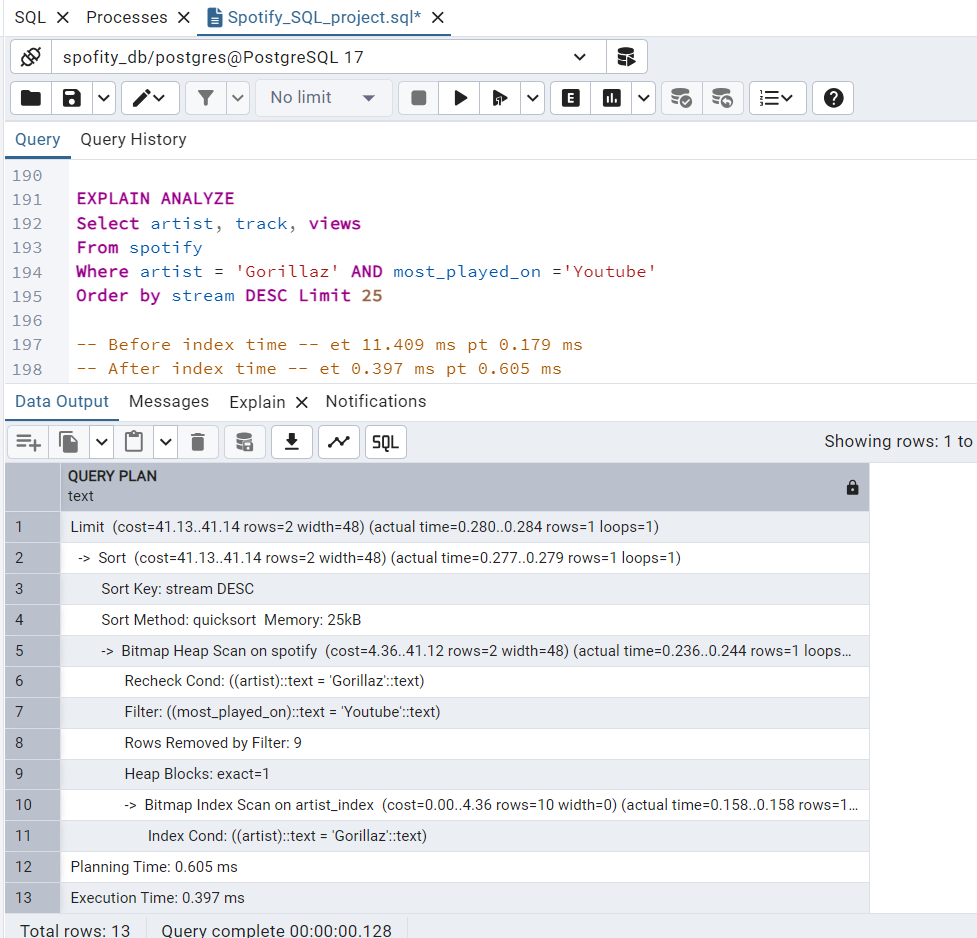 SQL Processes Spotify_SQL_project.sql*
spofity_db/postgres@PostgreSQL 17
No limit E
Query Query History
190
191 EXPLAIN ANALYZE
192 Select artist, track, views
193 From spotify
194 Where artist = 'Gorillaz' AND most_played_on ='Youtube'
195 Order by stream DESC Limit 25
196
197 -- Before index time -- et 11.409 ms pt 0.179 ms
198 -- After index time -- et 0.397 ms pt 0.605 ms
Data Output Messages Explain Notifications
SQL Showing rows: 1 to
QUERY PLAN
text
1 Limit (cost=41.13..41.14 rows=2 width=48) (actual time=0.280..0.284 rows=1 loops=1)
2 -> Sort (cost=41.13..41.14 rows=2 width=48) (actual time=0.277..0.279 rows=1 loops=1)
3 Sort Key: stream DESC
4 Sort Method: quicksort Memory: 25kB
5 -> Bitmap Heap Scan on spotify (cost=4.36..41.12 rows=2 width=48) (actual time=0.236..0.244 rows=1 loops...
6 Recheck Cond: ((artist)::text = 'Gorillaz'::text)
7 Filter: ((most_played_on)::text = 'Youtube'::text)
8 Rows Removed by Filter: 9
9 Heap Blocks: exact=1
10 -> Bitmap Index Scan on artist_index (cost=0.00..4.36 rows=10 width=0) (actual time=0.158..0.158 rows=1...
11 Index Cond: ((artist)::text = 'Gorillaz'::text)
12 Planning Time: 0.605 ms
13 Execution Time: 0.397 ms
Total rows: 13 Query complete 00:00:00.128